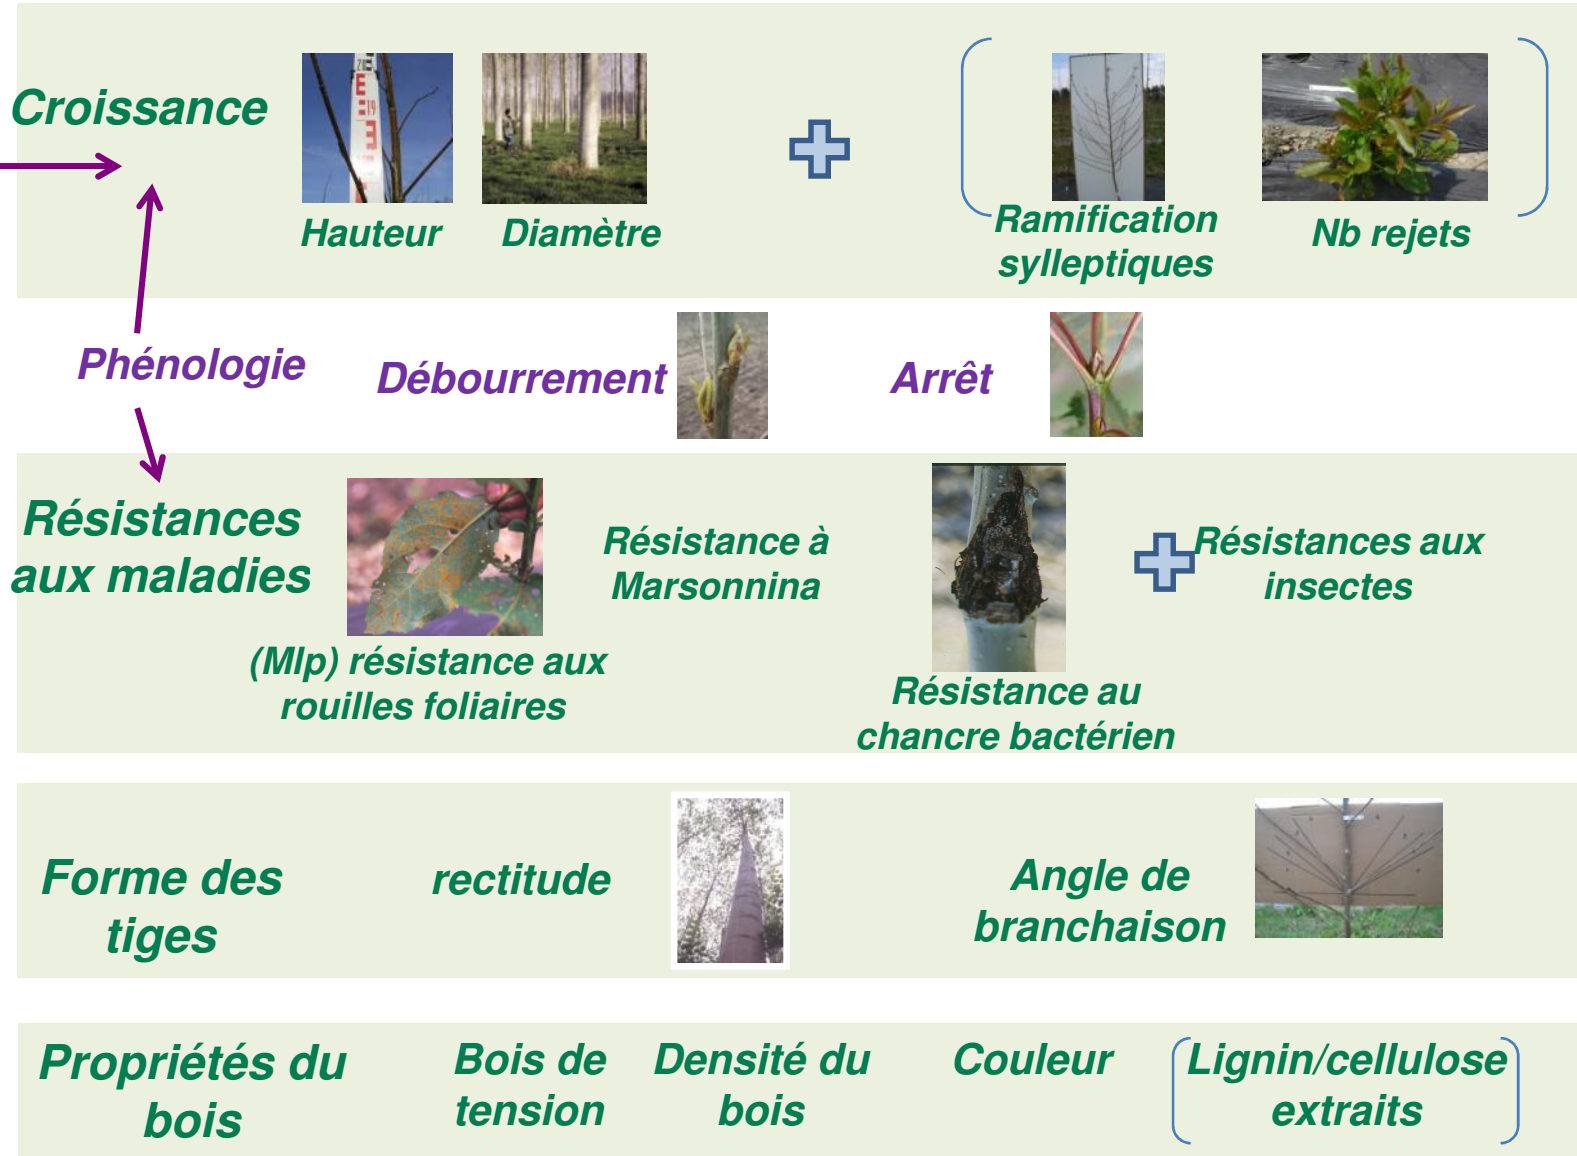 Croissance
Hauteur
Diamètre
Ramification
sylleptiques
Nb rejets
Phénologie
Débourrement
Arrêt
Résistances
aux maladies
(Mlp) résistance aux
rouilles foliaires
Résistance à
Marsonnina
Résistance au
chancre bactérien
Résistances aux
insectes
Forme des
tiges
rectitude
Angle de
branchaison
Propriétés du
bois
Bois de
tension
Densité du
bois
Couleur
Lignin/cellulose
extraits